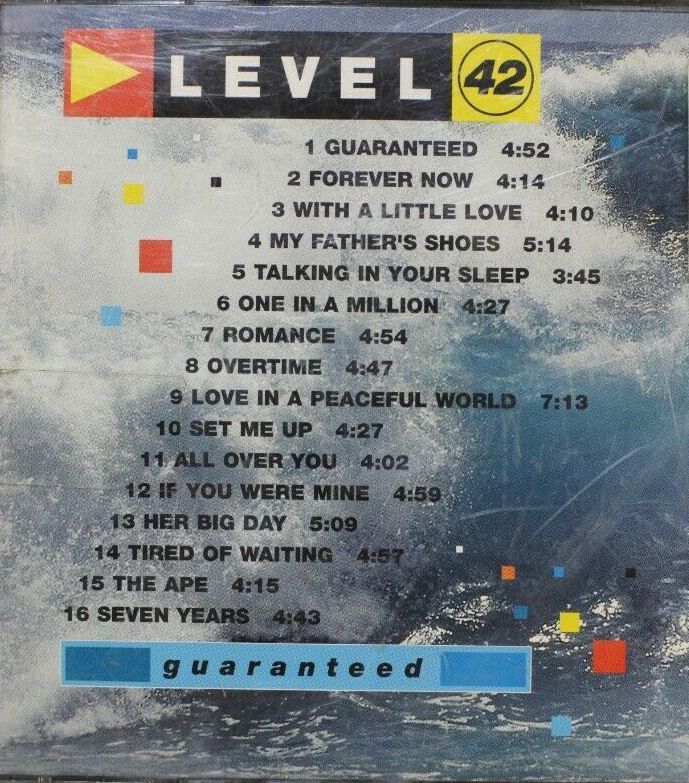 LEVEL 42
1 GUARANTEED 4:52
2 FOREVER NOW 4:14
3 WITH A LITTLE LOVE 4:10
4 MY FATHER'S SHOES 5:14
5 TALKING IN YOUR SLEEP 3:45
6 ONE IN A MILLION 4:27
7 ROMANCE 4:54
8 OVERTIME 4:47
9 LOVE IN A PEACEFUL WORLD 7:13
10 SET ME UP 4:27
11 ALL OVER YOU 4:02
12 IF YOU WERE MINE 4:59
13 HER BIG DAY 5:09
14 TIRED OF WAITING 4:57
15 THE APE 4:15
16 SEVEN YEARS 4:43
guaranteed